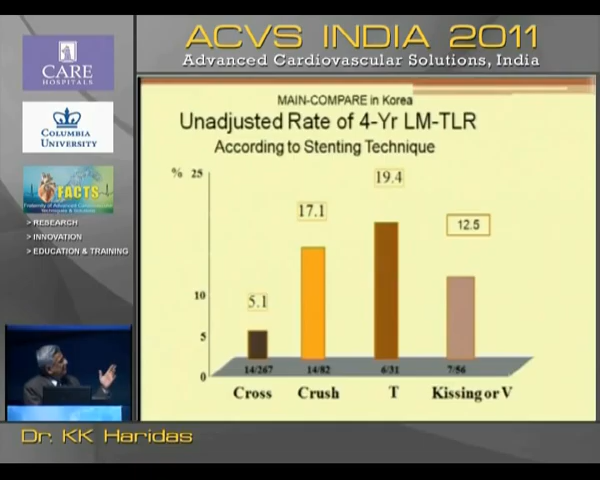 ACVS INDIA 2011
Advanced Cardiovascular Solutions, India
CARE
HOSPITALS
COLUMBIA
UNIVERSITY
FACTS
> RESEARCH
> INNOVATION
> EDUCATION & TRAINING
MAIN-COMPARE in Korea
Unadjusted Rate of 4-Yr LM-TLR
According to Stenting Technique
% 25
10
5
0
5.1
17.1
19.4
12.5
14/267
14/82
6/31
7/56
Cross
Crush
T
Kissing or V
Dr. KK Haridas